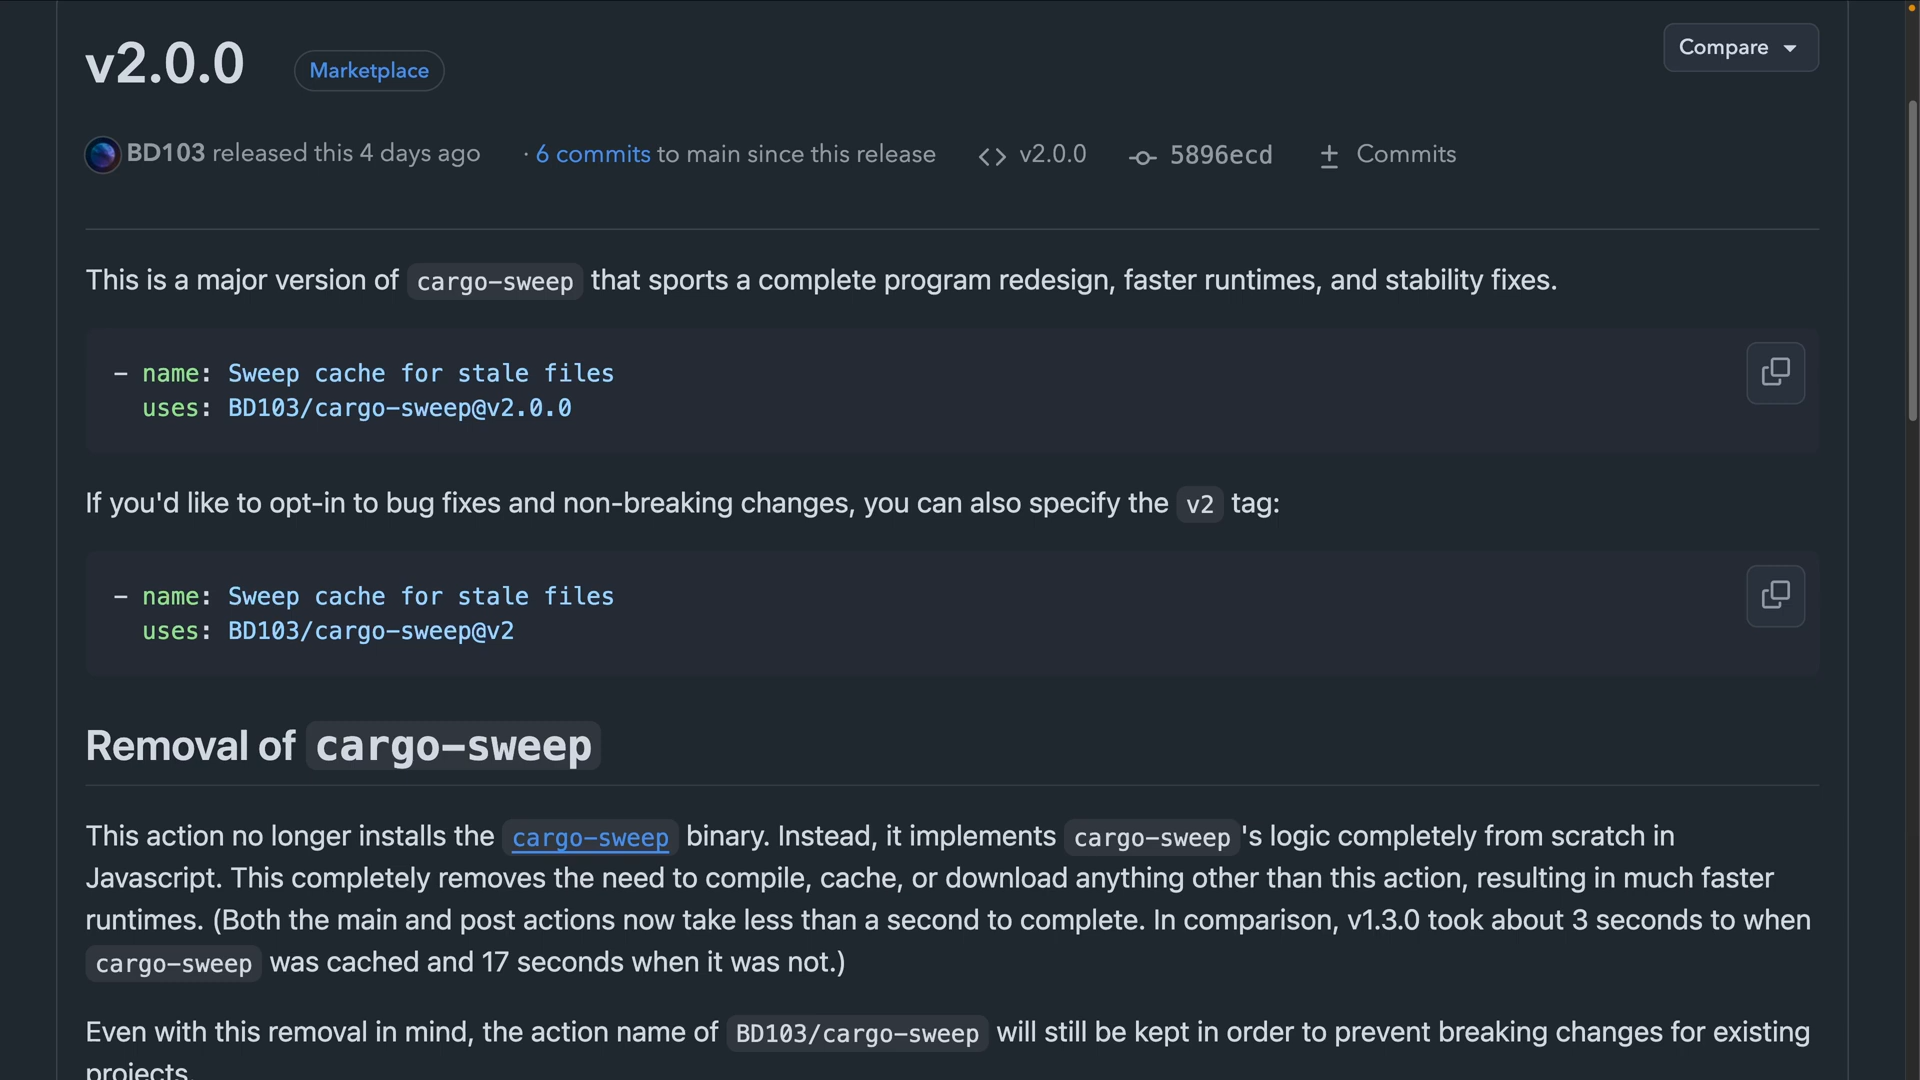 v2.0.0 Marketplace Compare
BD103 released this 4 days ago · 6 commits to main since this release <> v2.0.0 5896ecd Commits
This is a major version of cargo-sweep that sports a complete program redesign, faster runtimes, and stability fixes.
- name: Sweep cache for stale files
uses: BD103/cargo-sweep@v2.0.0
If you'd like to opt-in to bug fixes and non-breaking changes, you can also specify the v2 tag:
- name: Sweep cache for stale files
uses: BD103/cargo-sweep@v2
Removal of cargo-sweep
This action no longer installs the cargo-sweep binary. Instead, it implements cargo-sweep's logic completely from scratch in
Javascript. This completely removes the need to compile, cache, or download anything other than this action, resulting in much faster
runtimes. (Both the main and post actions now take less than a second to complete. In comparison, v1.3.0 took about 3 seconds to when
cargo-sweep was cached and 17 seconds when it was not.)
Even with this removal in mind, the action name of BD103/cargo-sweep will still be kept in order to prevent breaking changes for existing
projects.